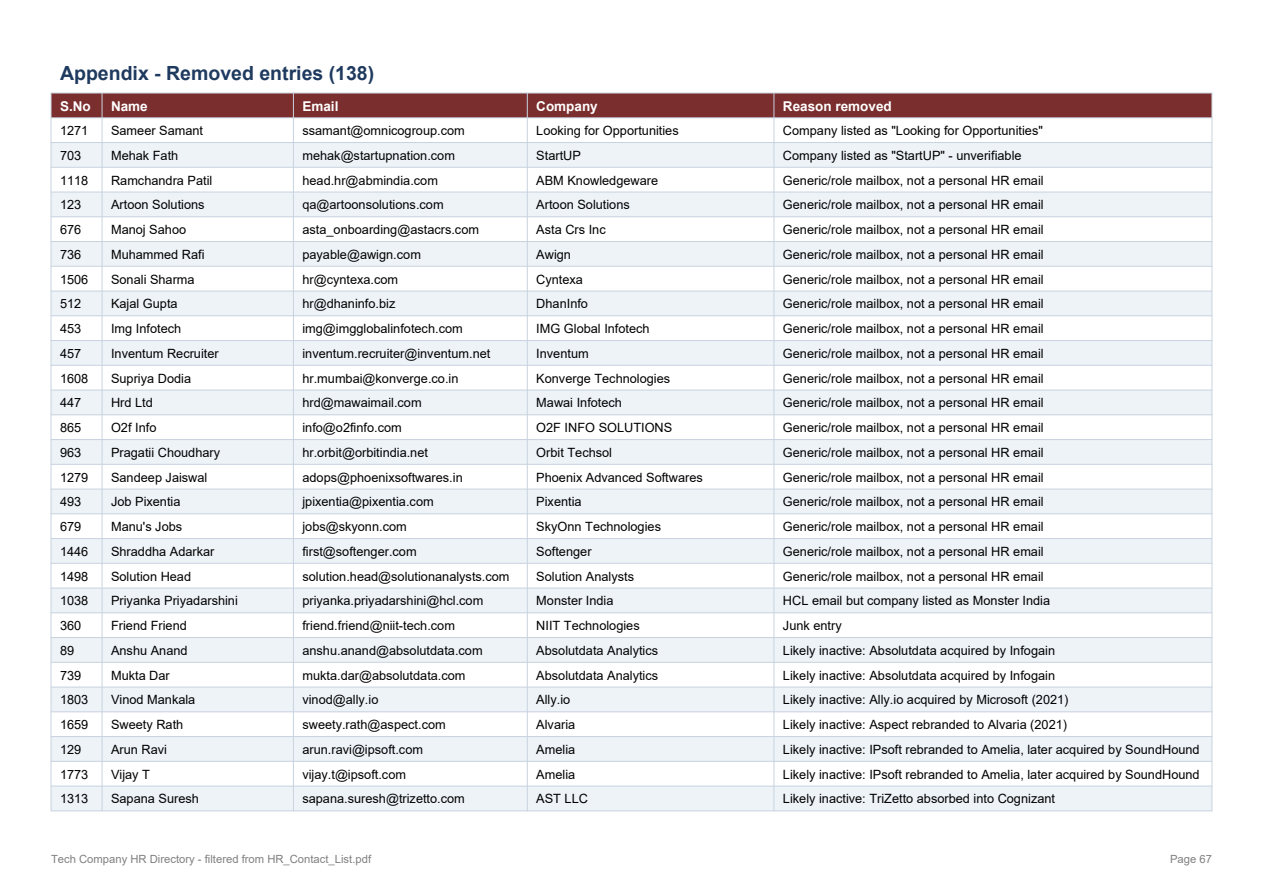 Appendix - Removed entries (138)
S.No Name Email Company Reason removed
1271 Sameer Samant ssamant@omnicogroup.com Looking for Opportunities Company listed as "Looking for Opportunities"
703 Mehak Fath mehak@startupnation.com StartUP Company listed as "StartUP" - unverifiable
1118 Ramchandra Patil head.hr@abmindia.com ABM Knowledgeware Generic/role mailbox, not a personal HR email
123 Artoon Solutions qa@artoonsolutions.com Artoon Solutions Generic/role mailbox, not a personal HR email
676 Manoj Sahoo asta_onboarding@astacrs.com Asta Crs Inc Generic/role mailbox, not a personal HR email
736 Muhammed Rafi payable@awign.com Awign Generic/role mailbox, not a personal HR email
1506 Sonali Sharma hr@cyntexa.com Cyntexa Generic/role mailbox, not a personal HR email
512 Kajal Gupta hr@dhaninfo.biz DhanInfo Generic/role mailbox, not a personal HR email
453 Img Infotech img@imgglobalinfotech.com IMG Global Infotech Generic/role mailbox, not a personal HR email
457 Inventum Recruiter inventum.recruiter@inventum.net Inventum Generic/role mailbox, not a personal HR email
1608 Supriya Dodia hr.mumbai@konverge.co.in Konverge Technologies Generic/role mailbox, not a personal HR email
447 Hrd Ltd hrd@mawaimail.com Mawai Infotech Generic/role mailbox, not a personal HR email
865 O2f Info info@o2finfo.com O2F INFO SOLUTIONS Generic/role mailbox, not a personal HR email
963 Pragatii Choudhary hr.orbit@orbitindia.net Orbit Techsol Generic/role mailbox, not a personal HR email
1279 Sandeep Jaiswal adops@phoenixsoftwares.in Phoenix Advanced Softwares Generic/role mailbox, not a personal HR email
493 Job Pixentia jpixentia@pixentia.com Pixentia Generic/role mailbox, not a personal HR email
679 Manu's Jobs jobs@skyonn.com SkyOnn Technologies Generic/role mailbox, not a personal HR email
1446 Shraddha Adarkar first@softenger.com Softenger Generic/role mailbox, not a personal HR email
1498 Solution Head solution.head@solutionanalysts.com Solution Analysts Generic/role mailbox, not a personal HR email
1038 Priyanka Priyadarshini priyanka.priyadarshini@hcl.com Monster India HCL email but company listed as Monster India
360 Friend Friend friend.friend@niit-tech.com NIIT Technologies Junk entry
89 Anshu Anand anshu.anand@absolutdata.com Absolutdata Analytics Likely inactive: Absolutdata acquired by Infogain
739 Mukta Dar mukta.dar@absolutdata.com Absolutdata Analytics Likely inactive: Absolutdata acquired by Infogain
1803 Vinod Mankala vinod@ally.io Ally.io Likely inactive: Ally.io acquired by Microsoft (2021)
1659 Sweety Rath sweety.rath@aspect.com Alvaria Likely inactive: Aspect rebranded to Alvaria (2021)
129 Arun Ravi arun.ravi@ipsoft.com Amelia Likely inactive: IPsoft rebranded to Amelia, later acquired by SoundHound
1773 Vijay T vijay.t@ipsoft.com Amelia Likely inactive: IPsoft rebranded to Amelia, later acquired by SoundHound
1313 Sapana Suresh sapana.suresh@trizetto.com AST LLC Likely inactive: TriZetto absorbed into Cognizant
Tech Company HR Directory - filtered from HR_Contact_List.pdf Page 67